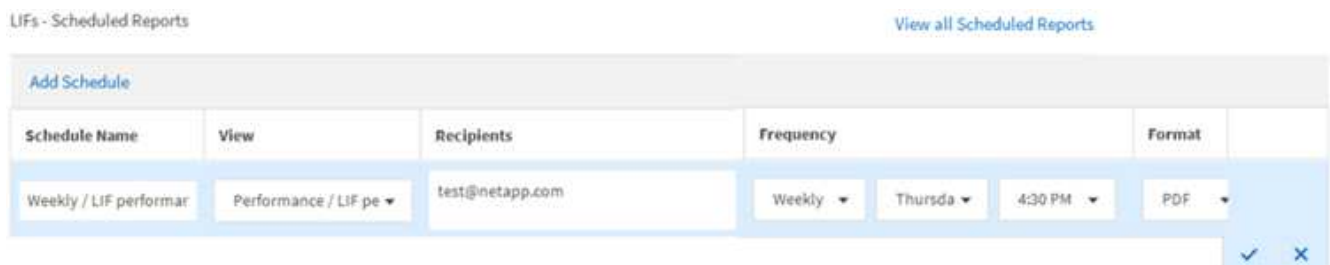 LIFs - Scheduled Reports View all Scheduled Reports
Add Schedule
Schedule Name View Recipients Frequency Format
Weekly / LIF performar Performance / LIF pe test@netapp.com Weekly Thursda 4:30 PM PDF